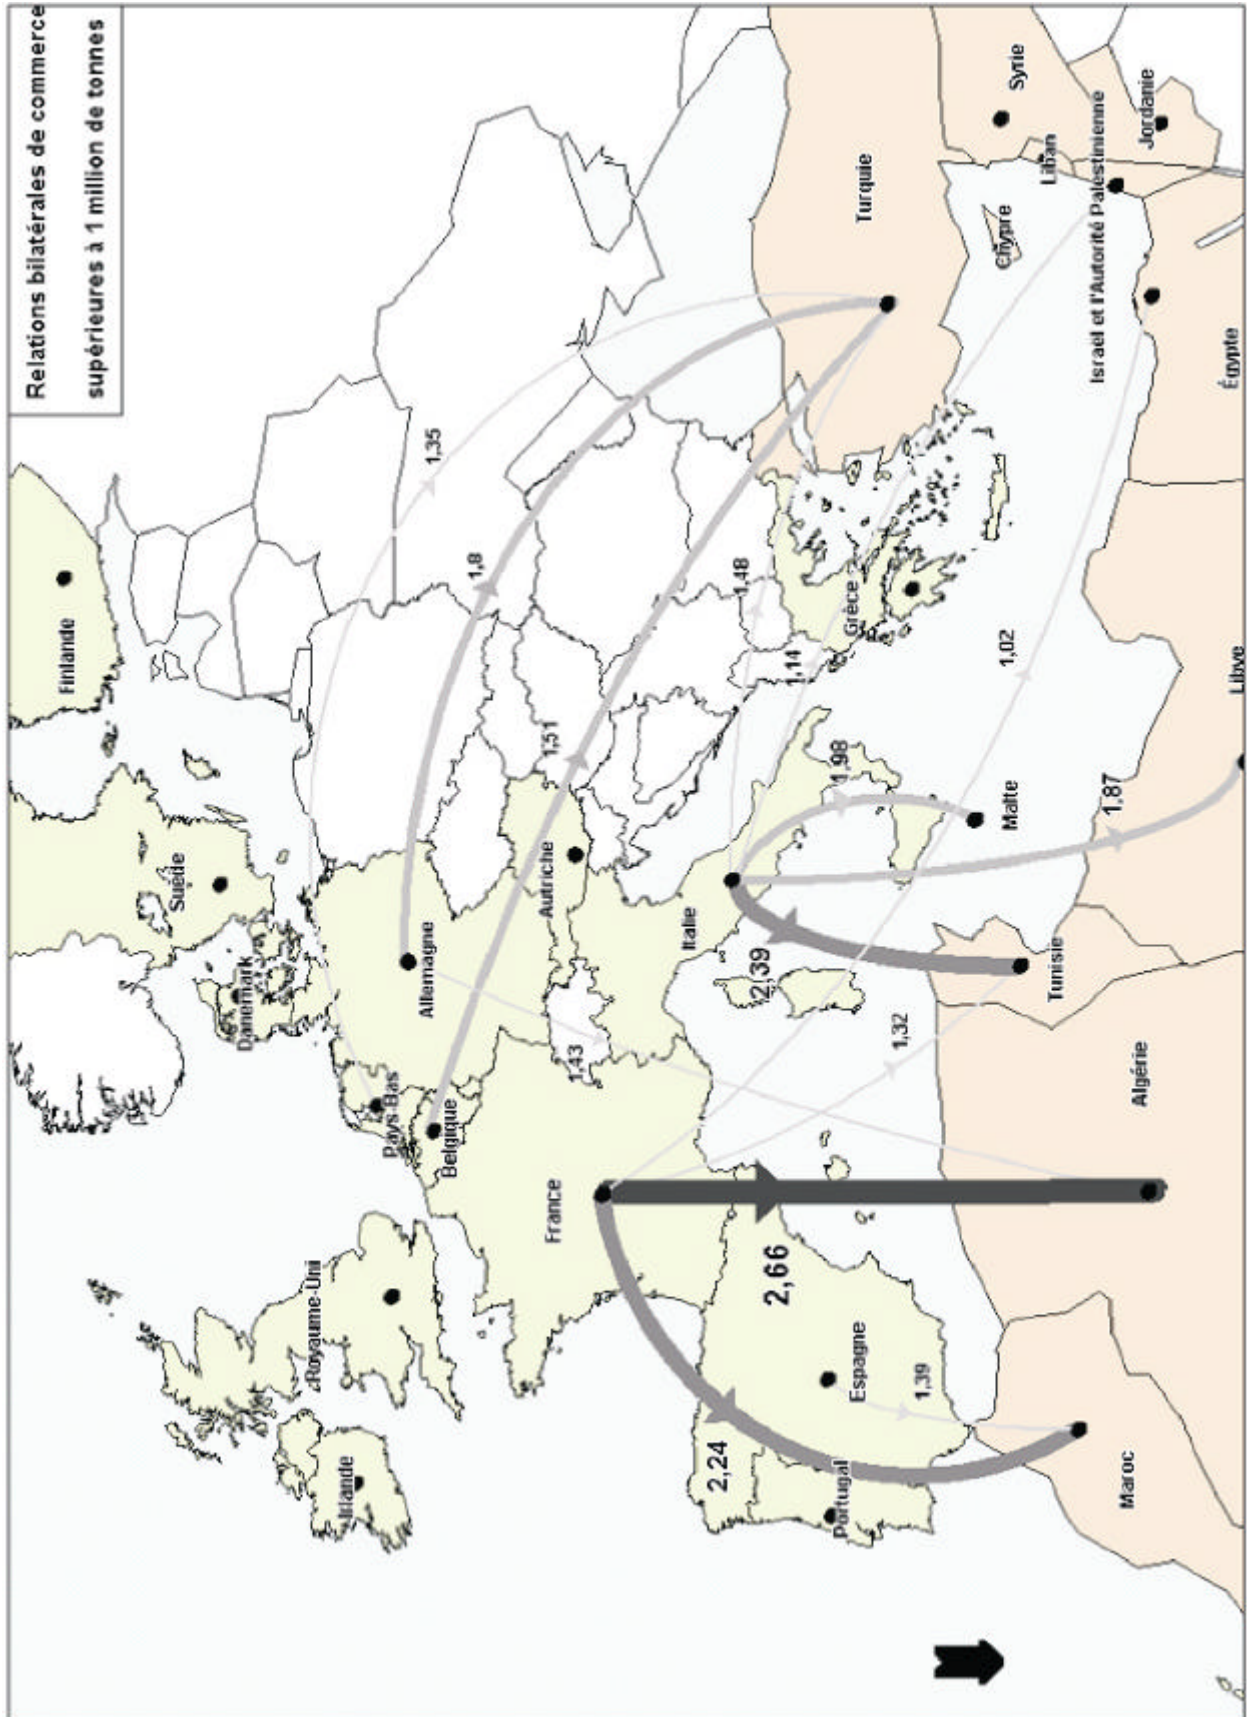 Relations bilatérales de commerce
supérieures à 1 million de tonnes
Finlande
Suède
Danemark
Royaume-Uni
Irlande
Pays-Bas
Belgique
Allemagne
Autriche
France
Italie
Espagne
Portugal
Grèce
Turquie
Malte
Chypre
Syrie
Liban
Israël et l'Autorité Palestinienne
Jordanie
Égypte
Libye
Tunisie
Algérie
Maroc
1,35
1,8
1,51
1,48
1,14
1,02
1,98
1,87
2,39
1,43
1,32
2,66
2,24
1,39